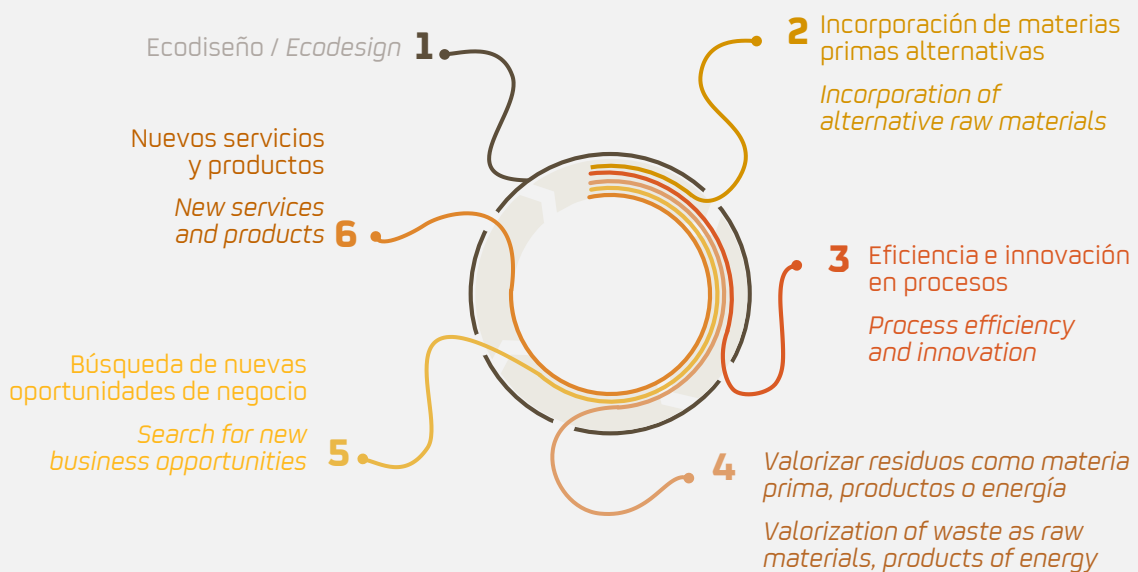 Ecodiseño / Ecodesign 1
2 Incorporación de materias
primas alternativas
Incorporation of
alternative raw materials
3 Eficiencia e innovación
en procesos
Process efficiency
and innovation
4 Valorizar residuos como materia
prima, productos o energía
Valorization of waste as raw
materials, products of energy
Búsqueda de nuevas
oportunidades de negocio
Search for new
business opportunities 5
Nuevos servicios
y productos
New services
and products 6